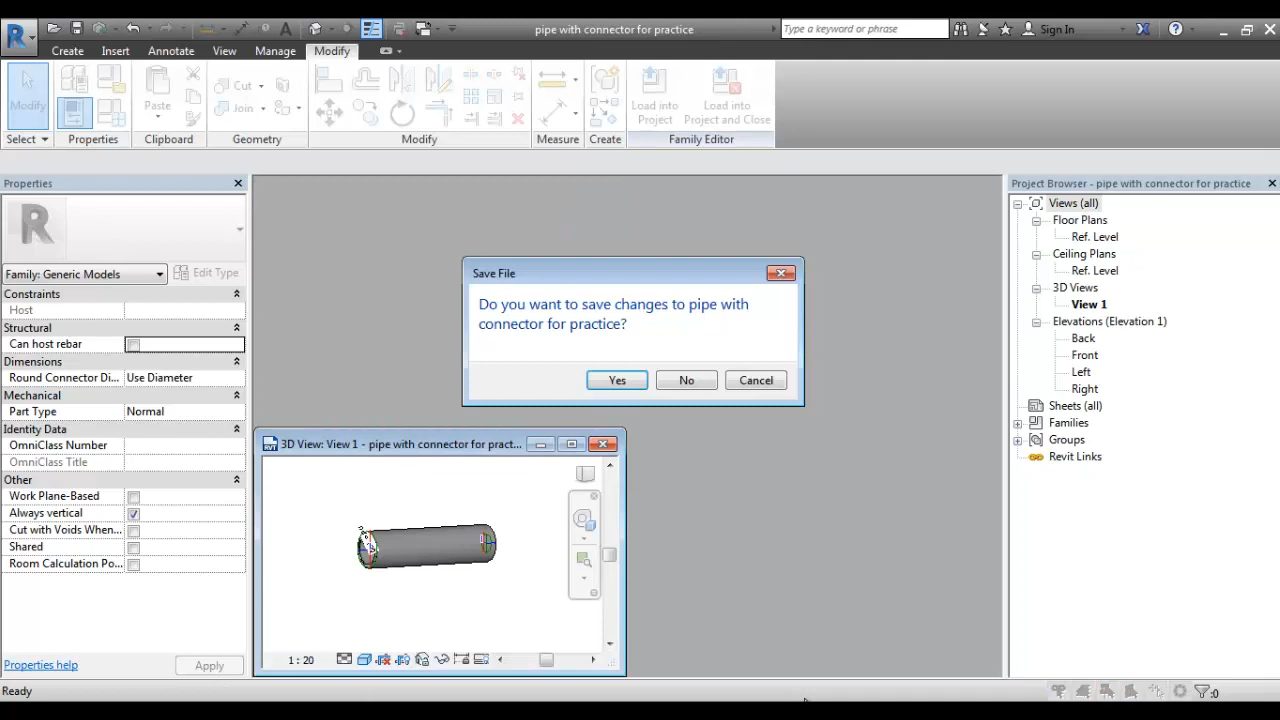 pipe with connector for practice
Type a keyword or phrase
Sign In
Create
Insert
Annotate
View
Manage
Modify
Modify
Paste
Cut
Join
Load into
Project
Load into
Project and Close
Select
Properties
Clipboard
Geometry
Modify
Measure
Create
Family Editor
Properties
R
Family: Generic Models
Edit Type
Constraints
Host
Structural
Can host rebar
Dimensions
Round Connector Di...
Use Diameter
Mechanical
Part Type
Normal
Identity Data
OmniClass Number
OmniClass Title
Other
Work Plane-Based
Always vertical
Cut with Voids When...
Shared
Room Calculation Po...
Properties help
Apply
Save File
Do you want to save changes to pipe with
connector for practice?
Yes
No
Cancel
3D View: View 1 - pipe with connector for pract...
1 : 20
Project Browser - pipe with connector for practice
Views (all)
Floor Plans
Ref. Level
Ceiling Plans
Ref. Level
3D Views
View 1
Elevations (Elevation 1)
Back
Front
Left
Right
Sheets (all)
Families
Groups
Revit Links
Ready
:0